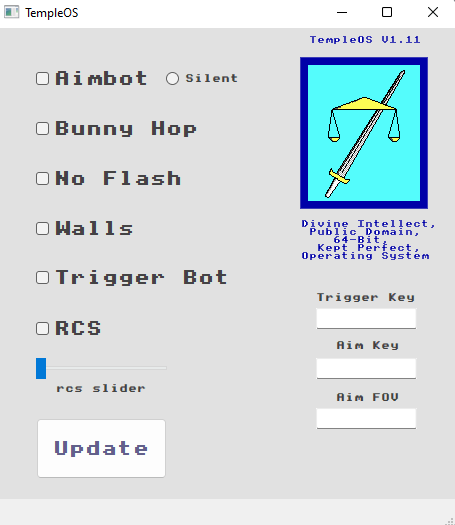 TempleOS
TempleOS V1.11
Aimbot
Silent
Bunny Hop
No Flash
Walls
Divine Intellect,
Public Domain,
64-Bit,
Kept Perfect,
Operating System
Trigger Bot
Trigger Key
RCS
Aim Key
rcs slider
Aim FOV
Update